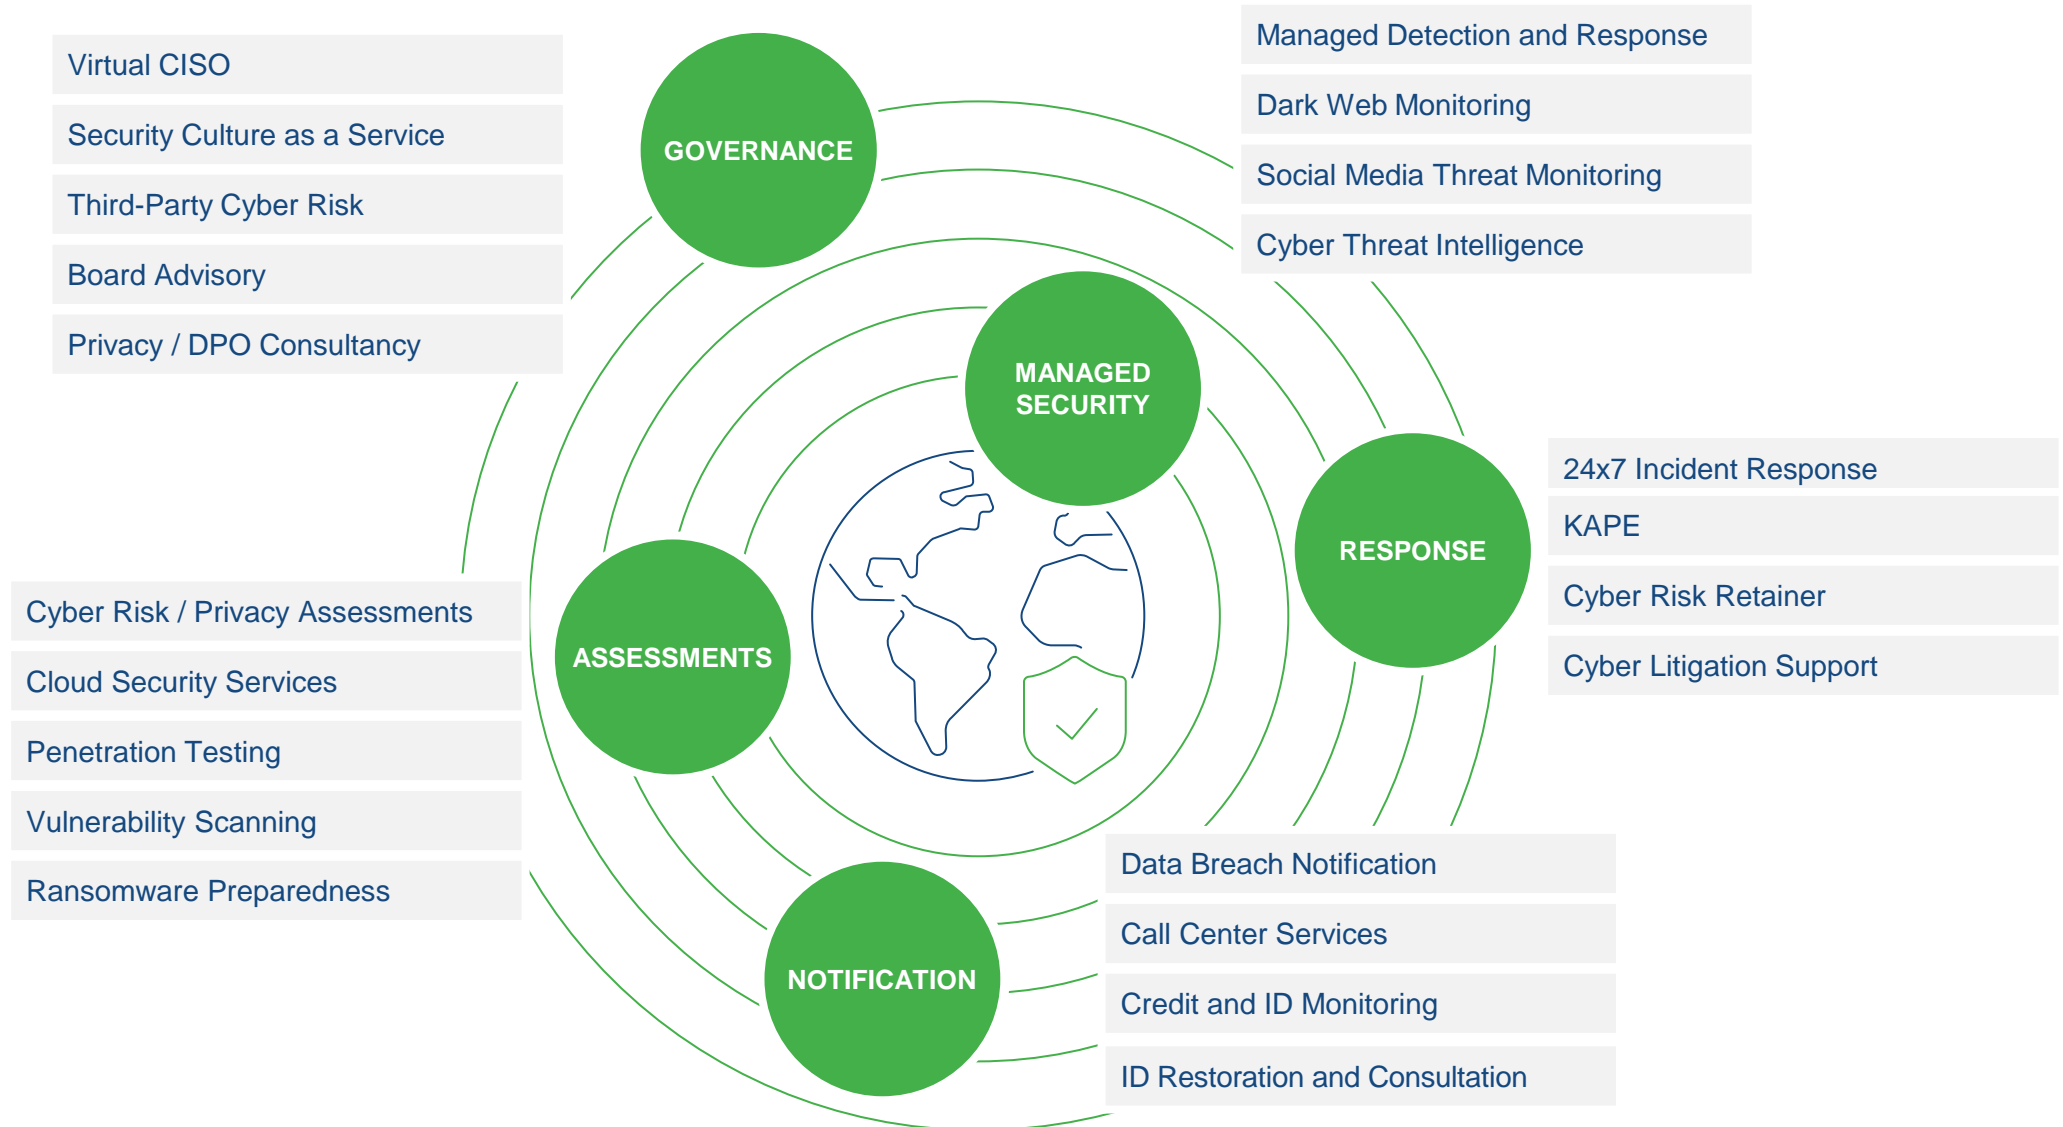 Virtual CISO
Security Culture as a Service
Third-Party Cyber Risk
Board Advisory
Privacy / DPO Consultancy
GOVERNANCE
Managed Detection and Response
Dark Web Monitoring
Social Media Threat Monitoring
Cyber Threat Intelligence
MANAGED
SECURITY
RESPONSE
24x7 Incident Response
KAPE
Cyber Risk Retainer
Cyber Litigation Support
Cyber Risk / Privacy Assessments
Cloud Security Services
Penetration Testing
Vulnerability Scanning
Ransomware Preparedness
ASSESSMENTS
NOTIFICATION
Data Breach Notification
Call Center Services
Credit and ID Monitoring
ID Restoration and Consultation